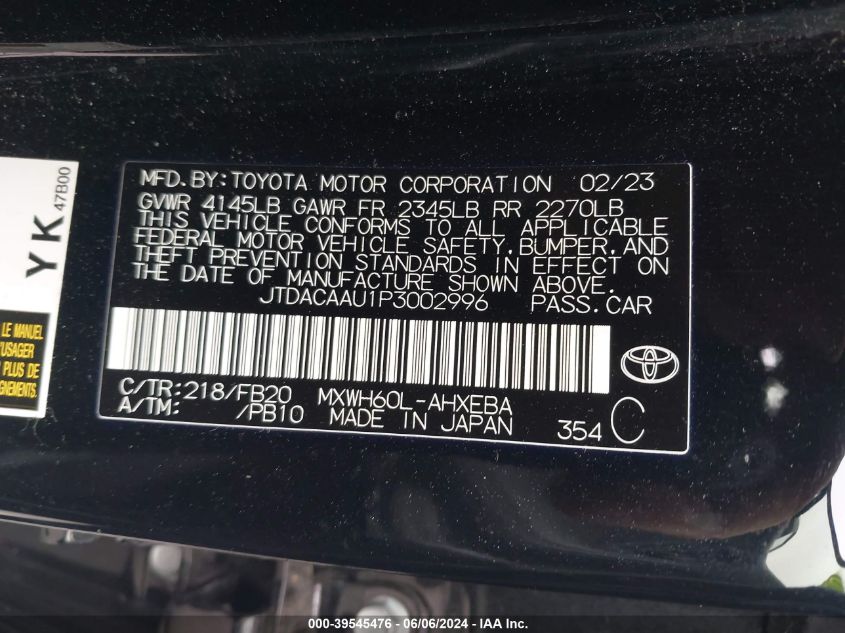 MFD.BY:TOYOTA MOTOR CORPORATION 02/23
GVWR 4145LB GAWR FR 2345LB RR 2270LB
THIS VEHICLE CONFORMS TO ALL APPLICABLE
FEDERAL MOTOR VEHICLE SAFETY,BUMPER,AND
THEFT PREVENTION STANDARDS IN EFFECT ON
THE DATE OF MANUFACTURE SHOWN ABOVE.
JTDACAAU1P3002996 PASS.CAR
C/TR:218/FB20 MXWH60L-AHXEBA
A/TM: /PB10 MADE IN JAPAN 354 C
YK 47B00
LE MANUEL
'USAGER
PLUS DE
IGNEMENTS.
000-39545476 | 06/06/2024 | - IAA Inc.